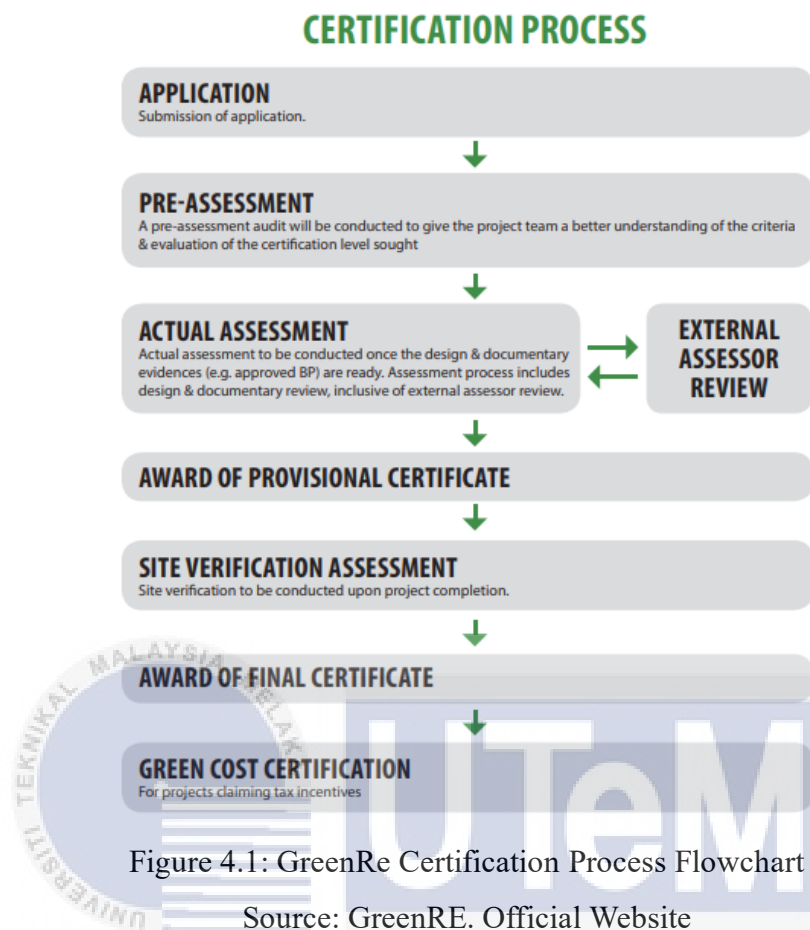 CERTIFICATION PROCESS
APPLICATION
Submission of application.
PRE-ASSESSMENT
A pre-assessment audit will be conducted to give the project team a better understanding of the criteria
& evaluation of the certification level sought
ACTUAL ASSESSMENT
Actual assessment to be conducted once the design & documentary
evidences (e.g. approved BP) are ready. Assessment process includes
design & documentary review, inclusive of external assessor review.
EXTERNAL
ASSESSOR
REVIEW
AWARD OF PROVISIONAL CERTIFICATE
SITE VERIFICATION ASSESSMENT
Site verification to be conducted upon project completion.
AWARD OF FINAL CERTIFICATE
GREEN COST CERTIFICATION
For projects claiming tax incentives
UNIVERSITI TEKNIKAL MALAYSIA MELAK
UTeM
Figure 4.1: GreenRe Certification Process Flowchart
Source: GreenRE. Official Website